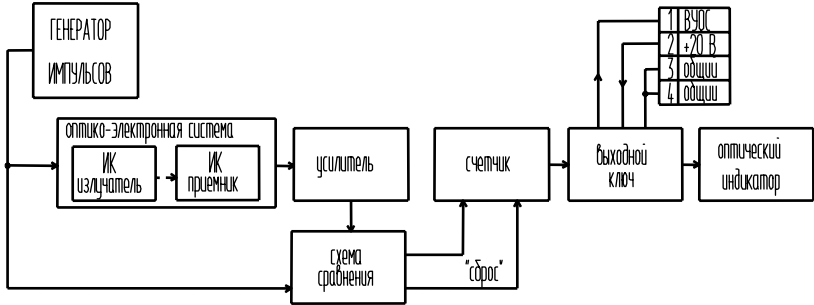 ГЕНЕРАТОР
ИМПУЛЬСОВ
1 ВУОС
2 +20 В
3 общий
4 общий
оптико-электронная система
ИК
излучатель
ИК
приемник
усилитель
счетчик
выходной
ключ
оптический
индикатор
схема
сравнения
"сброс"